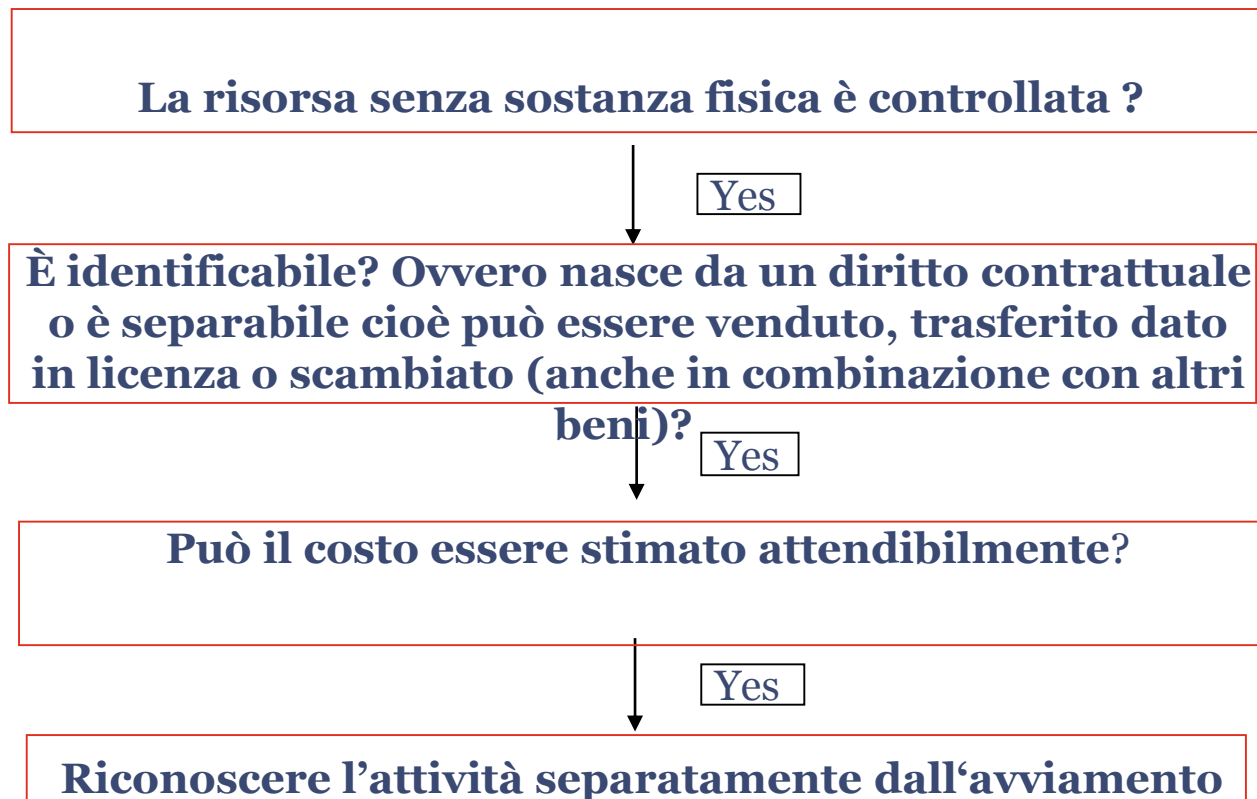 La risorsa senza sostanza fisica è controllata ?
Yes
È identificabile? Ovvero nasce da un diritto contrattuale
o è separabile cioè può essere venduto, trasferito dato
in licenza o scambiato (anche in combinazione con altri
beni)?
Yes
Può il costo essere stimato attendibilmente?
Yes
Riconoscere l’attività separatamente dall‘avviamento